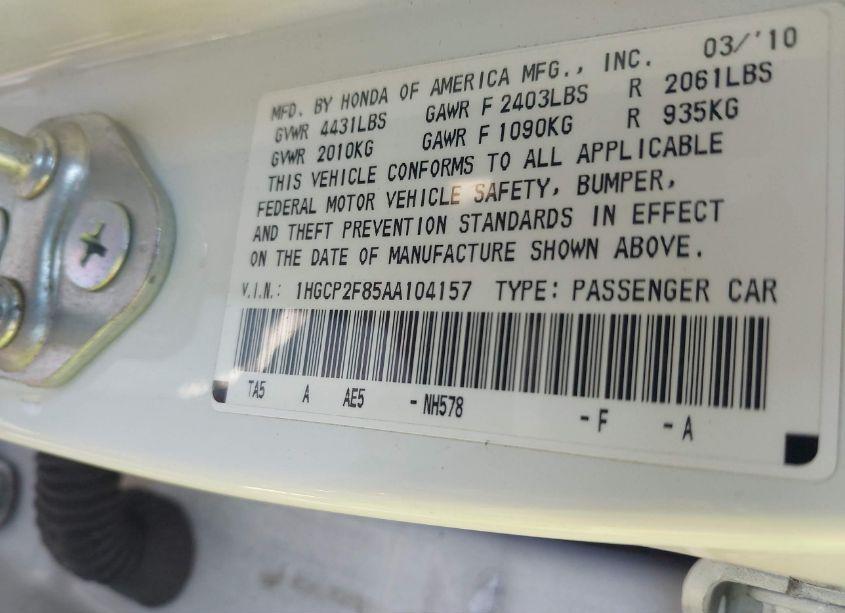 MFD. BY HONDA OF AMERICA MFG., INC. 03/'10
GVWR 4431LBS GAWR F 2403LBS R 2061LBS
GVWR 2010KG GAWR F 1090KG R 935KG
THIS VEHICLE CONFORMS TO ALL APPLICABLE
FEDERAL MOTOR VEHICLE SAFETY, BUMPER,
AND THEFT PREVENTION STANDARDS IN EFFECT
ON THE DATE OF MANUFACTURE SHOWN ABOVE.
V.I.N.: 1HGCP2F85AA104157 TYPE: PASSENGER CAR
TA5 A AE5 -NH578 -F -A